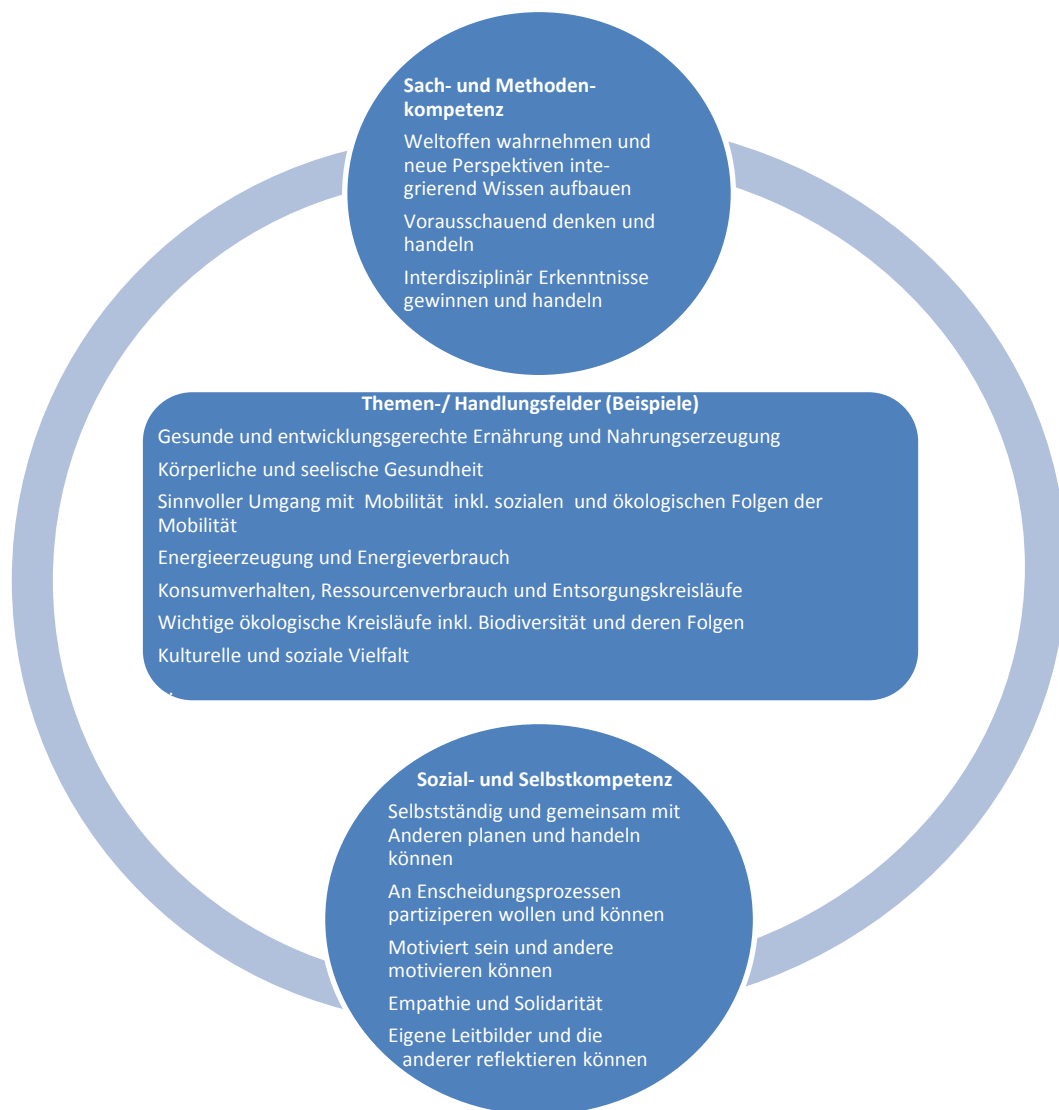 Sach- und Methoden-
kompetenz
Weltoffen wahrnehmen und
neue Perspektiven inte-
grierend Wissen aufbauen
Vorausschauend denken und
handeln
Interdisziplinär Erkenntnisse
gewinnen und handeln
Themen-/ Handlungsfelder (Beispiele)
Gesunde und entwicklungsgerechte Ernährung und Nahrungserzeugung
Körperliche und seelische Gesundheit
Sinnvoller Umgang mit Mobilität inkl. sozialen und ökologischen Folgen der
Mobilität
Energieerzeugung und Energieverbrauch
Konsumverhalten, Ressourcenverbrauch und Entsorgungskreisläufe
Wichtige ökologische Kreisläufe inkl. Biodiversität und deren Folgen
Kulturelle und soziale Vielfalt
Sozial- und Selbstkompetenz
Selbstständig und gemeinsam mit
Anderen planen und handeln
können
An Enscheidungsprozessen
partiziperen wollen und können
Motiviert sein und andere
motivieren können
Empathie und Solidarität
Eigene Leitbilder und die
anderer reflektieren können